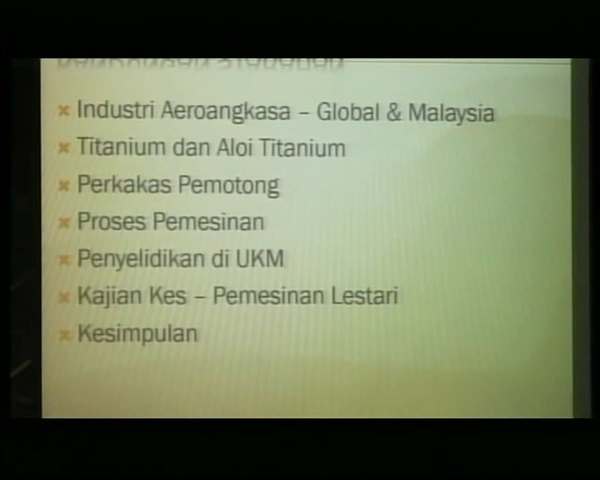 Industri Aeroangkasa – Global & Malaysia
Titanium dan Aloi Titanium
Perkakas Pemotong
Proses Pemesinan
Penyelidikan di UKM
Kajian Kes – Pemesinan Lestari
Kesimpulan